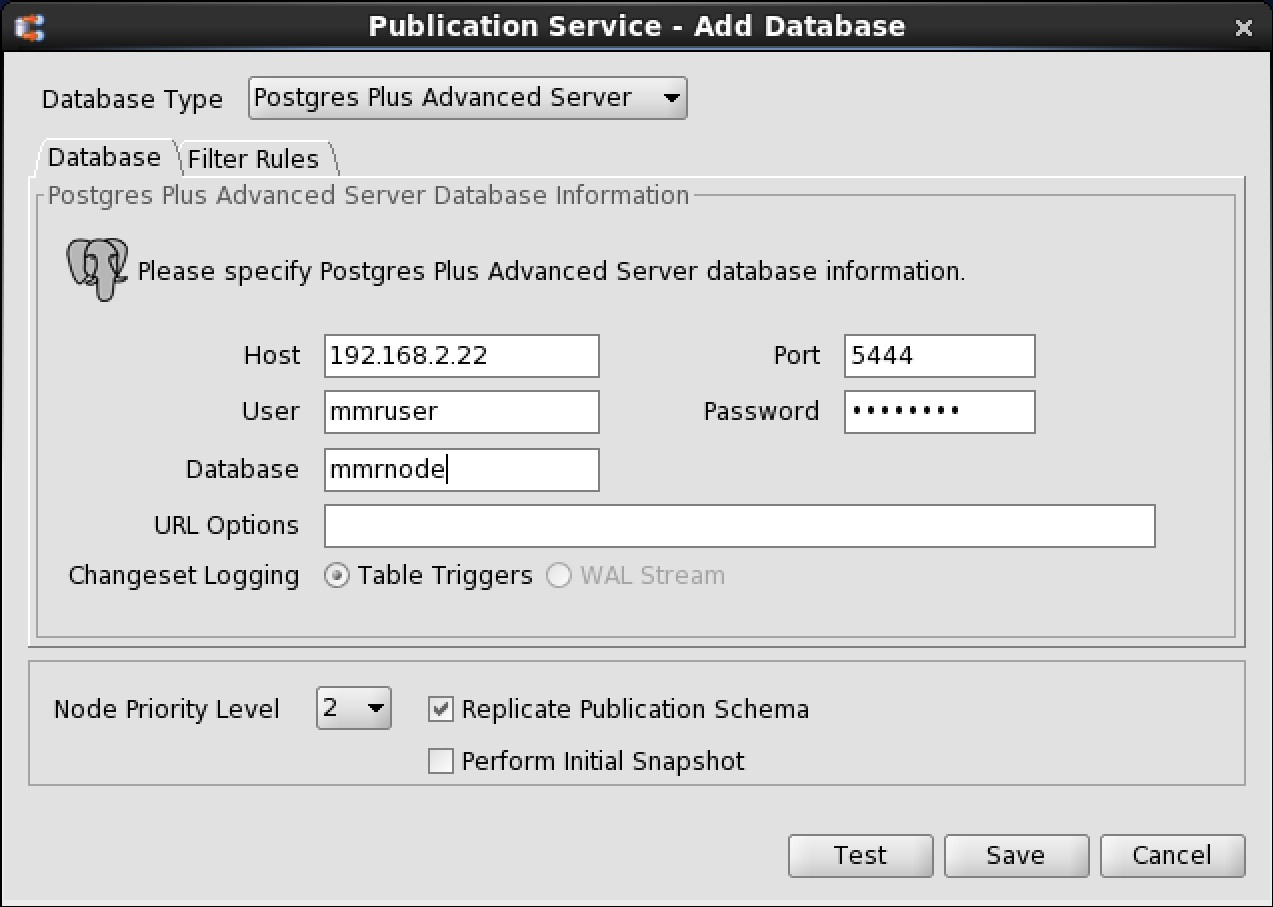 Publication Service - Add Database
Database Type Postgres Plus Advanced Server
Database Filter Rules
Postgres Plus Advanced Server Database Information
Please specify Postgres Plus Advanced Server database information.
Host 192.168.2.22 Port 5444
User mmruser Password ••••••••
Database mmrnode
URL Options
Changeset Logging Table Triggers WAL Stream
Node Priority Level 2 Replicate Publication Schema
Perform Initial Snapshot
Test Save Cancel